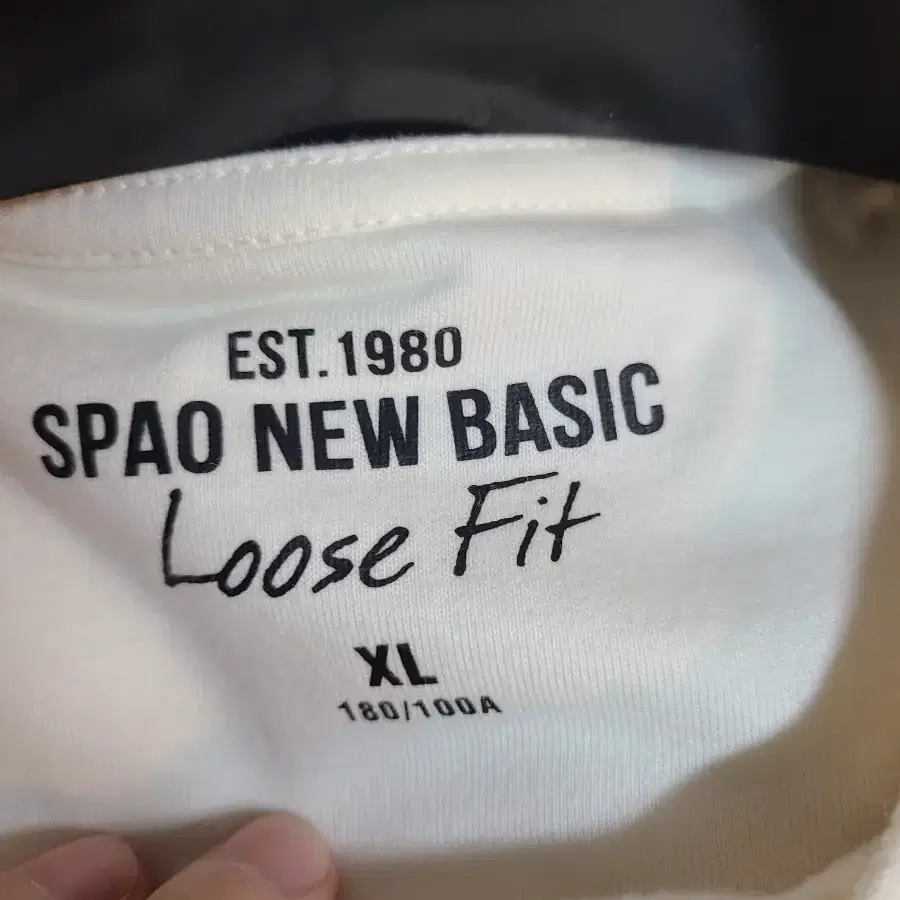 EST.1980
SPAO NEW BASIC
Loose Fit
XL
180/100A